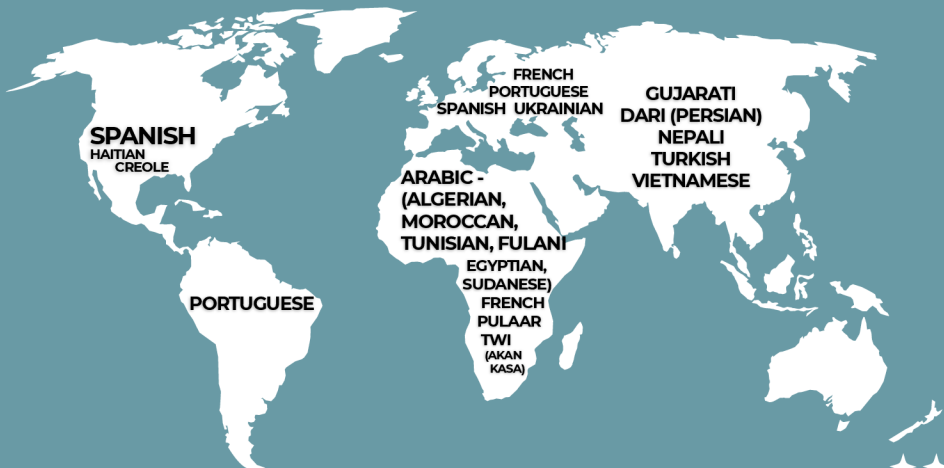 SPANISH
HAITIAN
CREOLE
PORTUGUESE
FRENCH
PORTUGUESE
SPANISH UKRAINIAN
ARABIC -
(ALGERIAN,
MOROCCAN,
TUNISIAN, FULANI
EGYPTIAN,
SUDANESE)
FRENCH
PULAAR
TWI
(AKAN
KASA)
GUJARATI
DARI (PERSIAN)
NEPALI
TURKISH
VIETNAMESE